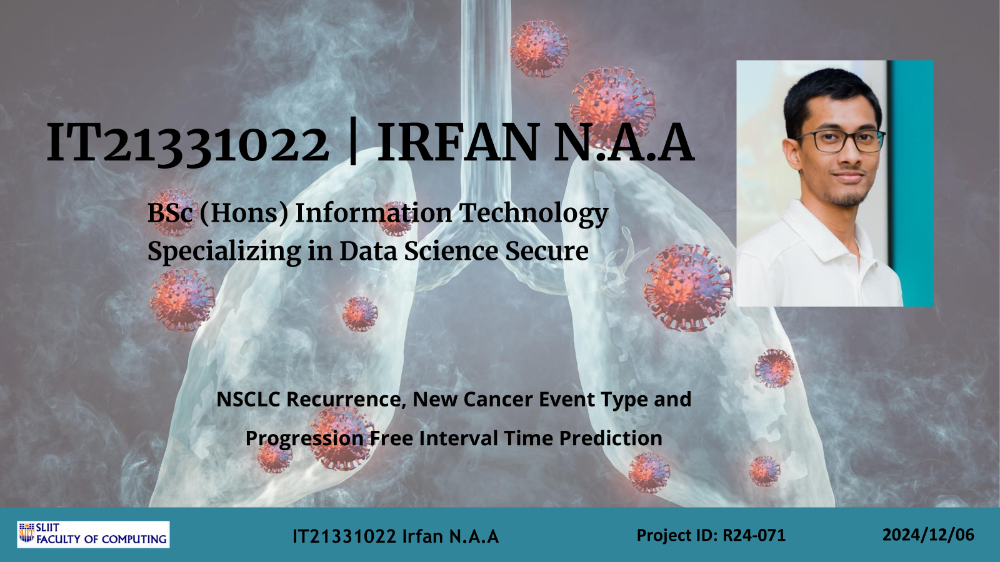 IT21331022 | IRFAN N.A.A
BSc (Hons) Information Technology
Specializing in Data Science Secure
NSCLC Recurrence, New Cancer Event Type and
Progression Free Interval Time Prediction
SLIIT
SLIIT
FACULTY OF COMPUTING
IT21331022 Irfan N.A.A
Project ID: R24-071
2024/12/06